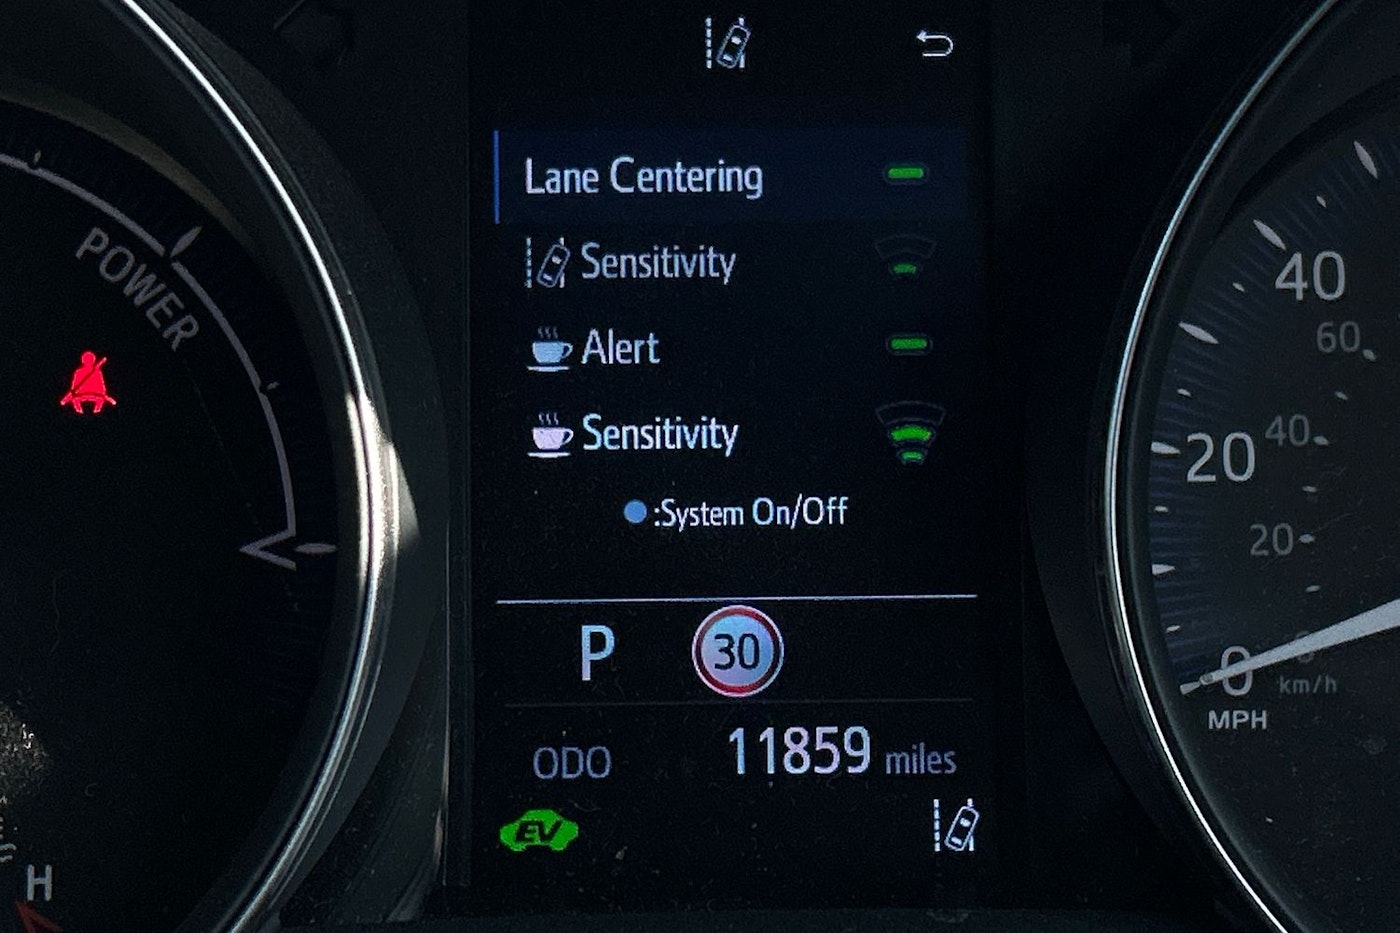 Lane Centering
Sensitivity
Alert
Sensitivity
:System On/Off
P 30
ODO 11859 miles
EV
POWER
H
40
60
20 40
20
0
km/h
MPH